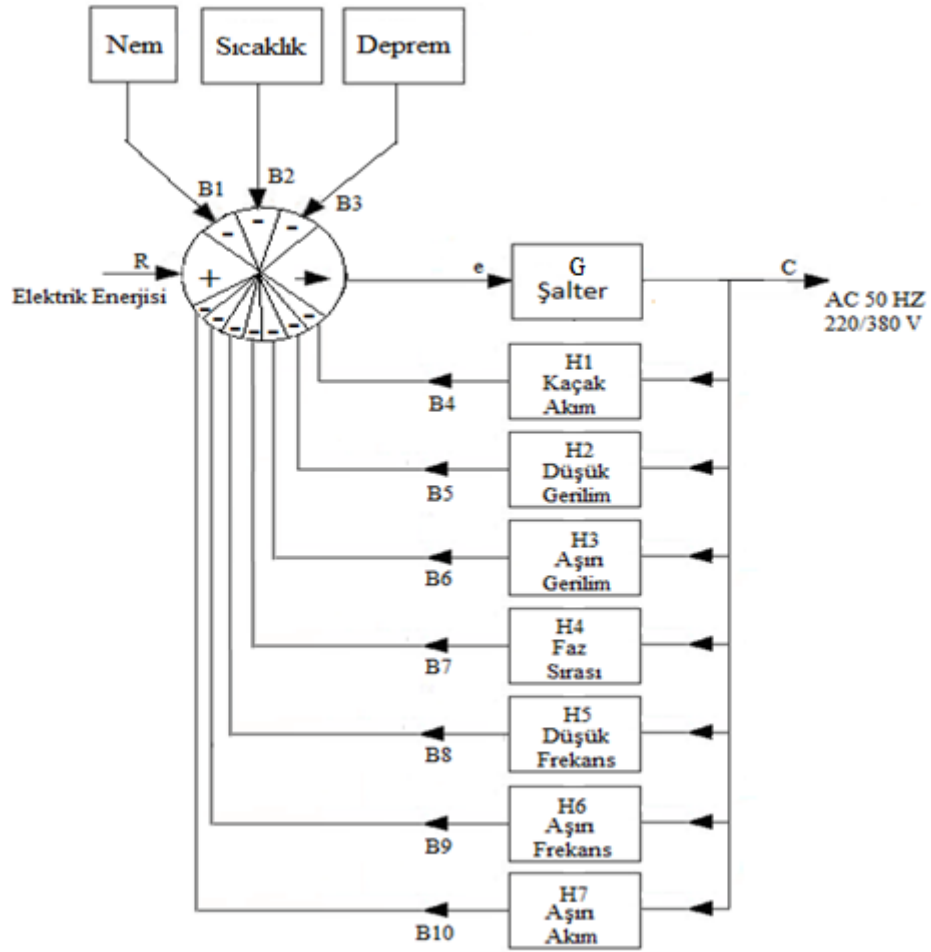 Nem
Sıcaklık
Deprem
B1
B2
B3
R
Elektrik Enerjisi
+
-
-
-
-
-
-
-
-
-
-
e
G
Şalter
C
AC 50 HZ
220/380 V
H1
Kaçak
Akım
B4
H2
Düşük
Gerilim
B5
H3
Aşırı
Gerilim
B6
H4
Faz
Sırası
B7
H5
Düşük
Frekans
B8
H6
Aşırı
Frekans
B9
H7
Aşırı
Akım
B10